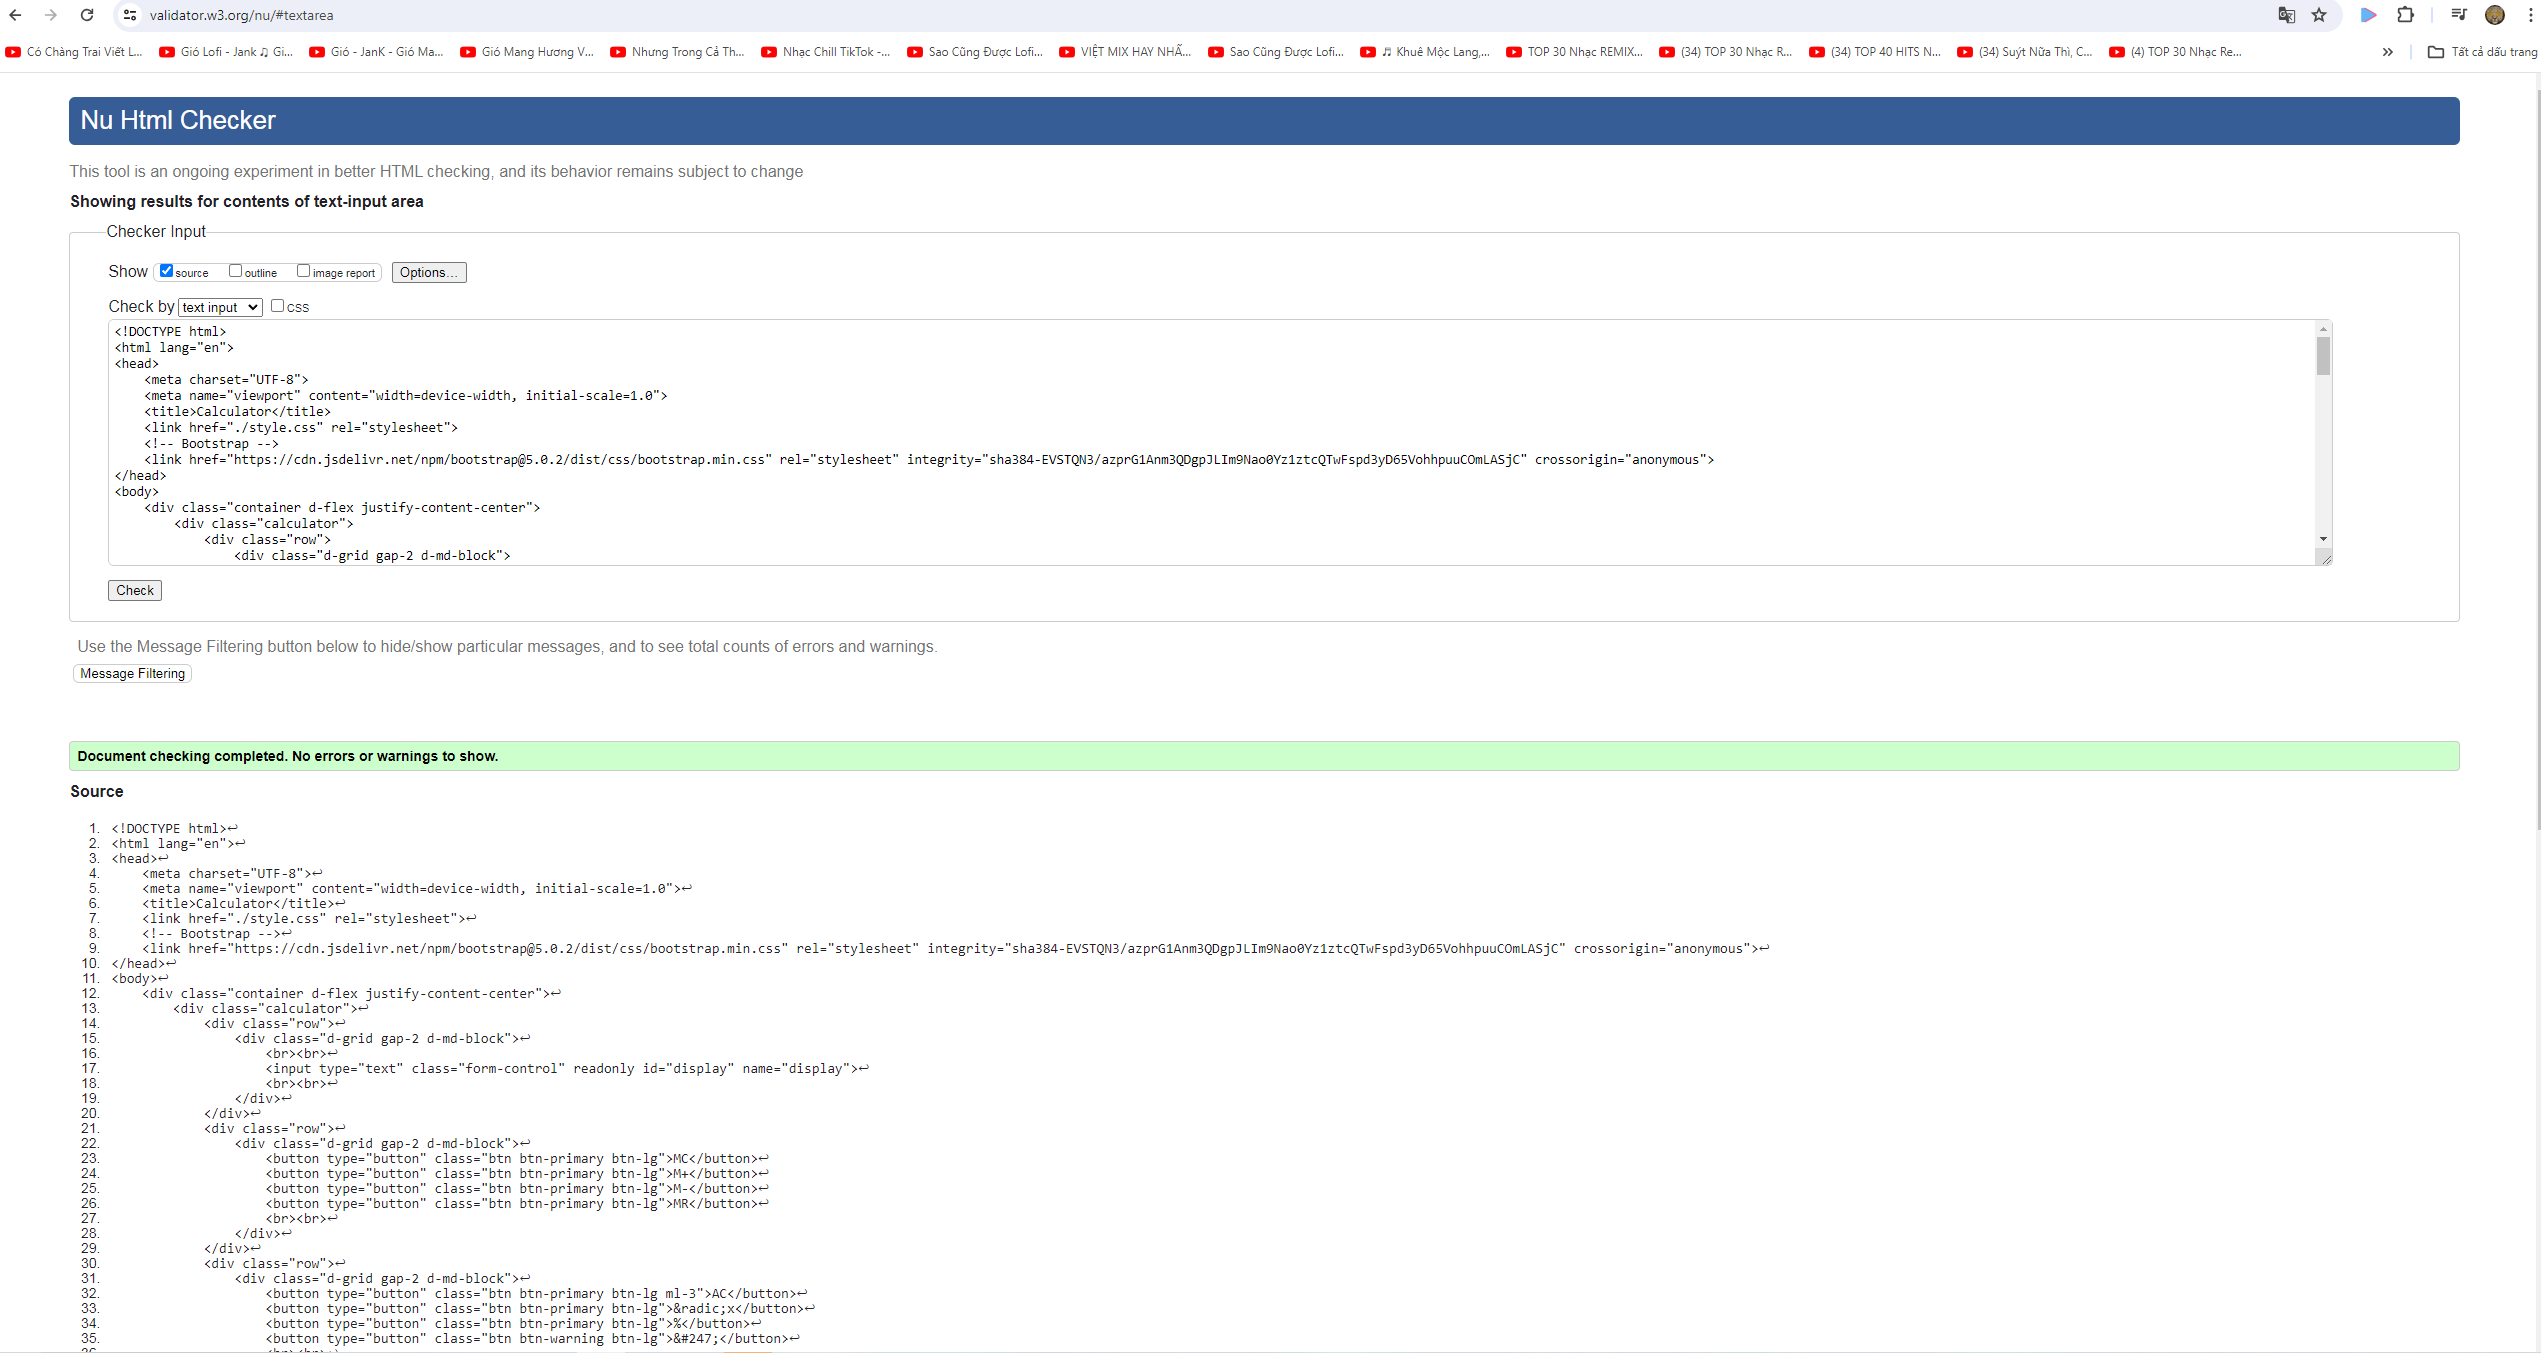 validator.w3.org/nu/#textarea
Có Chàng Trai Viết L... Gió Lofi - Jank ♫ Gi... Gió - JanK - Gió Ma... Gió Mang Hương V... Nhưng Trong Cả Th... Nhạc Chill TikTok -... Sao Cũng Được Lofi... VIỆT MIX HAY NHẤ... Sao Cũng Được Lofi... ♬ Khuê Mộc Lang,... TOP 30 Nhạc REMIX... (34) TOP 30 Nhạc R... (34) TOP 40 HITS N... (34) Suýt Nữa Thì, C... (4) TOP 30 Nhạc Re... » Tất cả dấu trang
Nu Html Checker
This tool is an ongoing experiment in better HTML checking, and its behavior remains subject to change
Showing results for contents of text-input area
Checker Input
Show source outline image report Options...
Check by text input css
<!DOCTYPE html>
<html lang="en">
<head>
    <meta charset="UTF-8">
    <meta name="viewport" content="width=device-width, initial-scale=1.0">
    <title>Calculator</title>
    <link href="./style.css" rel="stylesheet">
    <!-- Bootstrap -->
    <link href="https://cdn.jsdelivr.net/npm/bootstrap@5.0.2/dist/css/bootstrap.min.css" rel="stylesheet" integrity="sha384-EVSTQN3/azprG1Anm3QDgpJLIm9Nao0Yz1ztcQTwFspd3yD65VohhpuuCOmLASjC" crossorigin="anonymous">
</head>
<body>
    <div class="container d-flex justify-content-center">
        <div class="calculator">
            <div class="row">
                <div class="d-grid gap-2 d-md-block">
Check
Use the Message Filtering button below to hide/show particular messages, and to see total counts of errors and warnings.
Message Filtering
Document checking completed. No errors or warnings to show.
Source
1. <!DOCTYPE html>↩
2. <html lang="en">↩
3. <head>↩
4.     <meta charset="UTF-8">↩
5.     <meta name="viewport" content="width=device-width, initial-scale=1.0">↩
6.     <title>Calculator</title>↩
7.     <link href="./style.css" rel="stylesheet">↩
8.     <!-- Bootstrap -->↩
9.     <link href="https://cdn.jsdelivr.net/npm/bootstrap@5.0.2/dist/css/bootstrap.min.css" rel="stylesheet" integrity="sha384-EVSTQN3/azprG1Anm3QDgpJLIm9Nao0Yz1ztcQTwFspd3yD65VohhpuuCOmLASjC" crossorigin="anonymous">↩
10. </head>↩
11. <body>↩
12.     <div class="container d-flex justify-content-center">↩
13.         <div class="calculator">↩
14.             <div class="row">↩
15.                 <div class="d-grid gap-2 d-md-block">↩
16.                     <br><br>↩
17.                     <input type="text" class="form-control" readonly id="display" name="display">↩
18.                     <br><br>↩
19.                 </div>↩
20.             </div>↩
21.             <div class="row">↩
22.                 <div class="d-grid gap-2 d-md-block">↩
23.                     <button type="button" class="btn btn-primary btn-lg">MC</button>↩
24.                     <button type="button" class="btn btn-primary btn-lg">M+</button>↩
25.                     <button type="button" class="btn btn-primary btn-lg">M-</button>↩
26.                     <button type="button" class="btn btn-primary btn-lg">MR</button>↩
27.                     <br><br>↩
28.                 </div>↩
29.             </div>↩
30.             <div class="row">↩
31.                 <div class="d-grid gap-2 d-md-block">↩
32.                     <button type="button" class="btn btn-primary btn-lg ml-3">AC</button>↩
33.                     <button type="button" class="btn btn-primary btn-lg">&radic;x</button>↩
34.                     <button type="button" class="btn btn-primary btn-lg">%</button>↩
35.                     <button type="button" class="btn btn-warning btn-lg">&#247;</button>↩